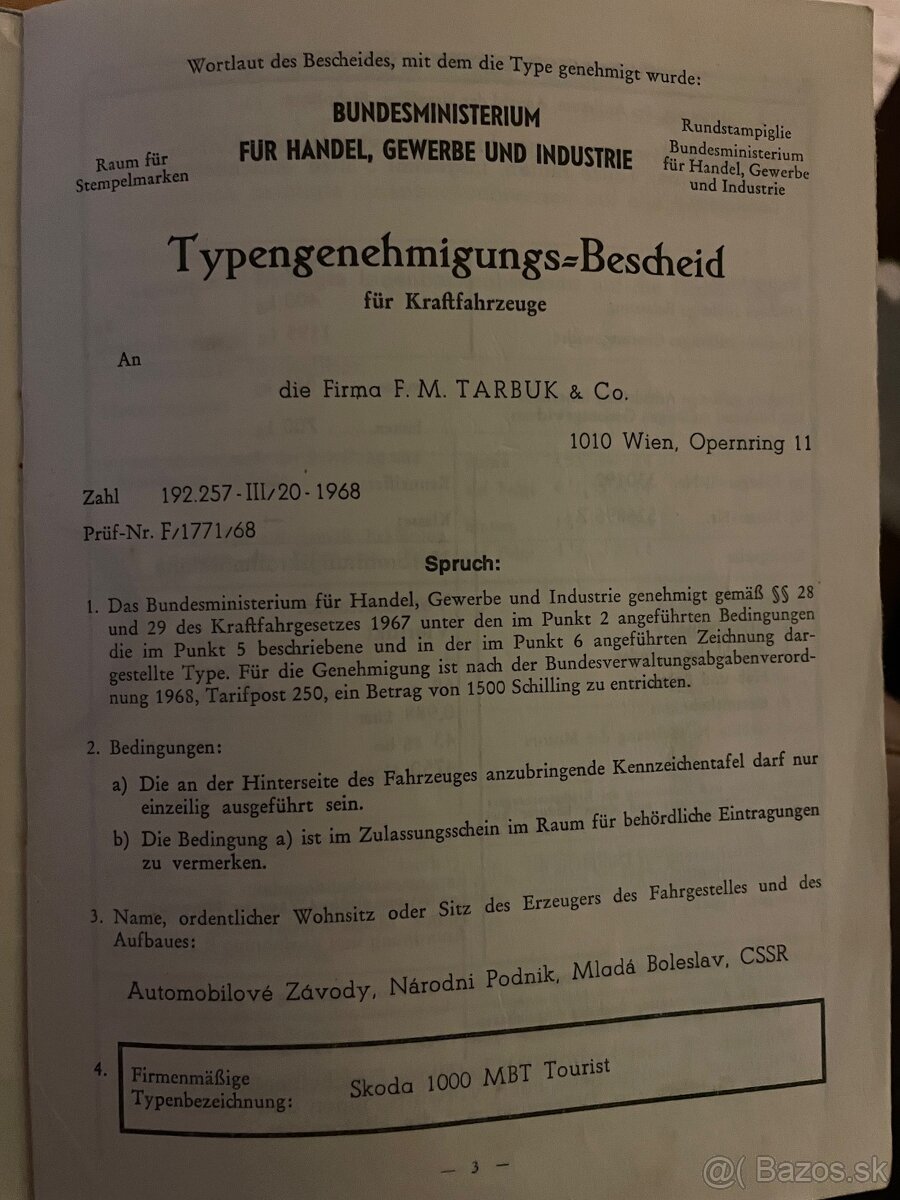 Wortlaut des Bescheides, mit dem die Type genehmigt wurde:
Raum für
Stempelmarken
BUNDESMINISTERIUM
FÜR HANDEL, GEWERBE UND INDUSTRIE
Rundstampiglie
Bundesministerium
für Handel, Gewerbe
und Industrie
Typengenehmigungs=Bescheid
für Kraftfahrzeuge
An
die Firma F. M. TARBUK & Co.
1010 Wien, Opernring 11
Zahl 192.257-III/20-1968
Prüf-Nr. F/1771/68
Spruch:
1. Das Bundesministerium für Handel, Gewerbe und Industrie genehmigt gemäß §§ 28
und 29 des Kraftfahrgesetzes 1967 unter den im Punkt 2 angeführten Bedingungen
die im Punkt 5 beschriebene und in der im Punkt 6 angeführten Zeichnung dar-
gestellte Type. Für die Genehmigung ist nach der Bundesverwaltungsabgabenverord-
nung 1968, Tarifpost 250, ein Betrag von 1500 Schilling zu entrichten.
2. Bedingungen:
a) Die an der Hinterseite des Fahrzeuges anzubringende Kennzeichentafel darf nur
einzeilig ausgeführt sein.
b) Die Bedingung a) ist im Zulassungsschein im Raum für behördliche Eintragungen
zu vermerken.
3. Name, ordentlicher Wohnsitz oder Sitz des Erzeugers des Fahrgestelles und des
Aufbaues:
Automobilové Závody, Národni Podnik, Mladá Boleslav, CSSR
4. Firmenmäßige
Typenbezeichnung: Skoda 1000 MBT Tourist
— 3 —
@( Bazos.sk